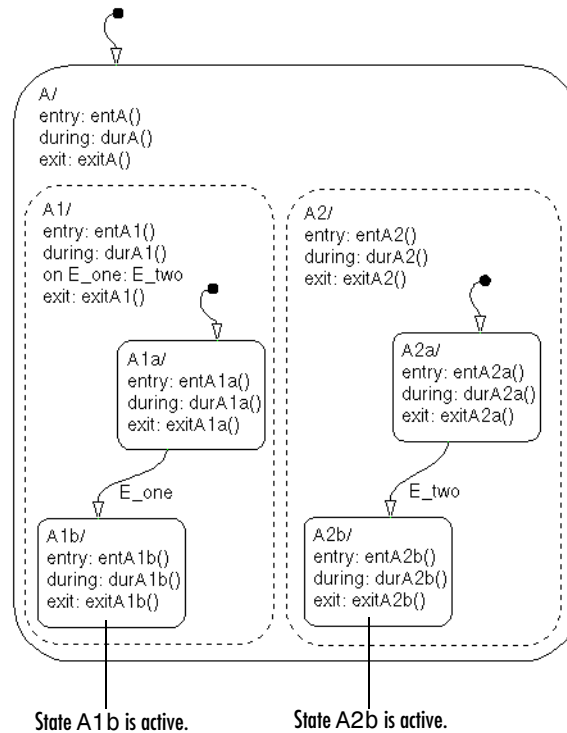 A/
entry: entA()
during: durA()
exit: exitA()
A1/
entry: entA1()
during: durA1()
on E_one: E_two
exit: exitA1()
A1a/
entry: entA1a()
during: durA1a()
exit: exitA1a()
E_one
A1b/
entry: entA1b()
during: durA1b()
exit: exitA1b()
A2/
entry: entA2()
during: durA2()
exit: exitA2()
A2a/
entry: entA2a()
during: durA2a()
exit: exitA2a()
E_two
A2b/
entry: entA2b()
during: durA2b()
exit: exitA2b()
State A1b is active.
State A2b is active.